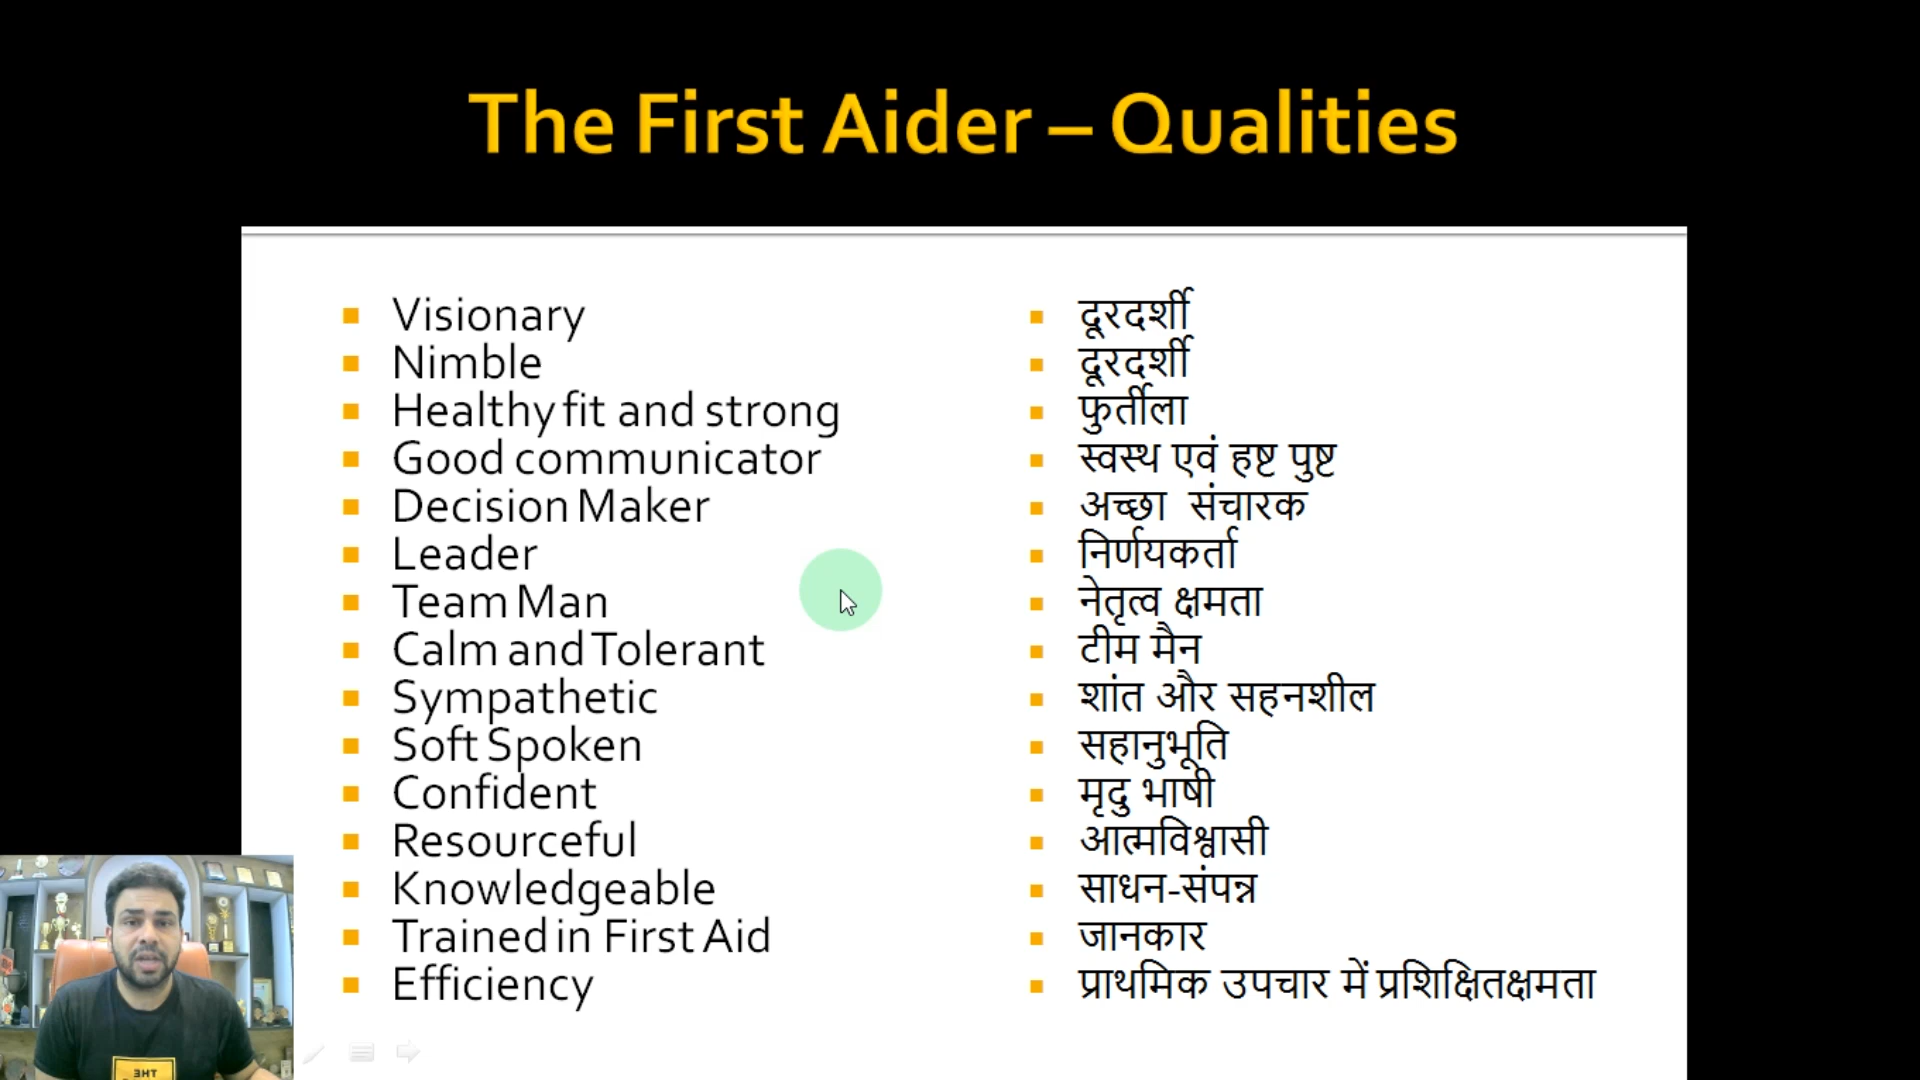 The First Aider – Qualities
Visionary
Nimble
Healthy fit and strong
Good communicator
Decision Maker
Leader
Team Man
Calm and Tolerant
Sympathetic
Soft Spoken
Confident
Resourceful
Knowledgeable
Trained in First Aid
Efficiency
दूरदर्शी
दूरदर्शी
फुर्तीला
स्वस्थ एवं हष्ट पुष्ट
अच्छा संचारक
निर्णयकर्ता
नेतृत्व क्षमता
टीम मैन
शांत और सहनशील
सहानुभूति
मृदु भाषी
आत्मविश्वासी
साधन-संपन्न
जानकार
प्राथमिक उपचार में प्रशिक्षितक्षमता
THE